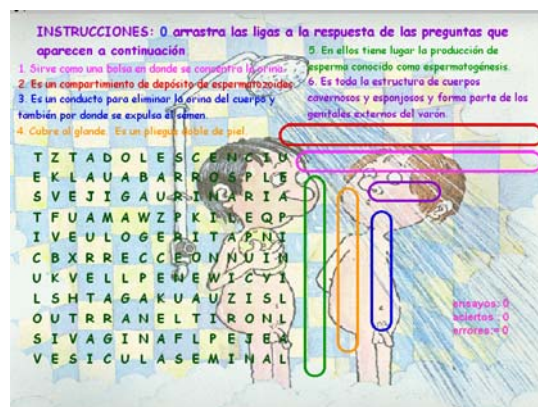 INSTRUCCIONES: 0 arrastra las ligas a la respuesta de las preguntas que
aparecen a continuación
1. Sirve como una bolsa en donde se concentra la orina.
2. Es un compartimiento de depósito de espermatozoides
3. Es un conducto para eliminar la orina del cuerpo y
también por donde se expulsa el semen.
4. Cubre al glande. Es un pliegue doble de piel.
5. En ellos tiene lugar la producción de
esperma conocido como espermatogénesis.
6. Es toda la estructura de cuerpos
cavernosos y esponjosos y forma parte de los
genitales externos del varón.
T Z T A D O L E S C E N C I U
E K L A U A B A R R O S P L E
S V E J I G A U R I N A R I A
T F U A M A W Z P K I L E Q P
I V E U L O G E R I T A P N I
C B X R R E C C E O N N U I N
U K V E L L P E N E W I C I
L S H T A G A K U A U Z I S L
O U T R R A N E L T I R O N L
S I V A G I N A F L P E J E A
V E S I C U L A S E M I N A L
ensayos: 0
aciertos : 0
errores = 0